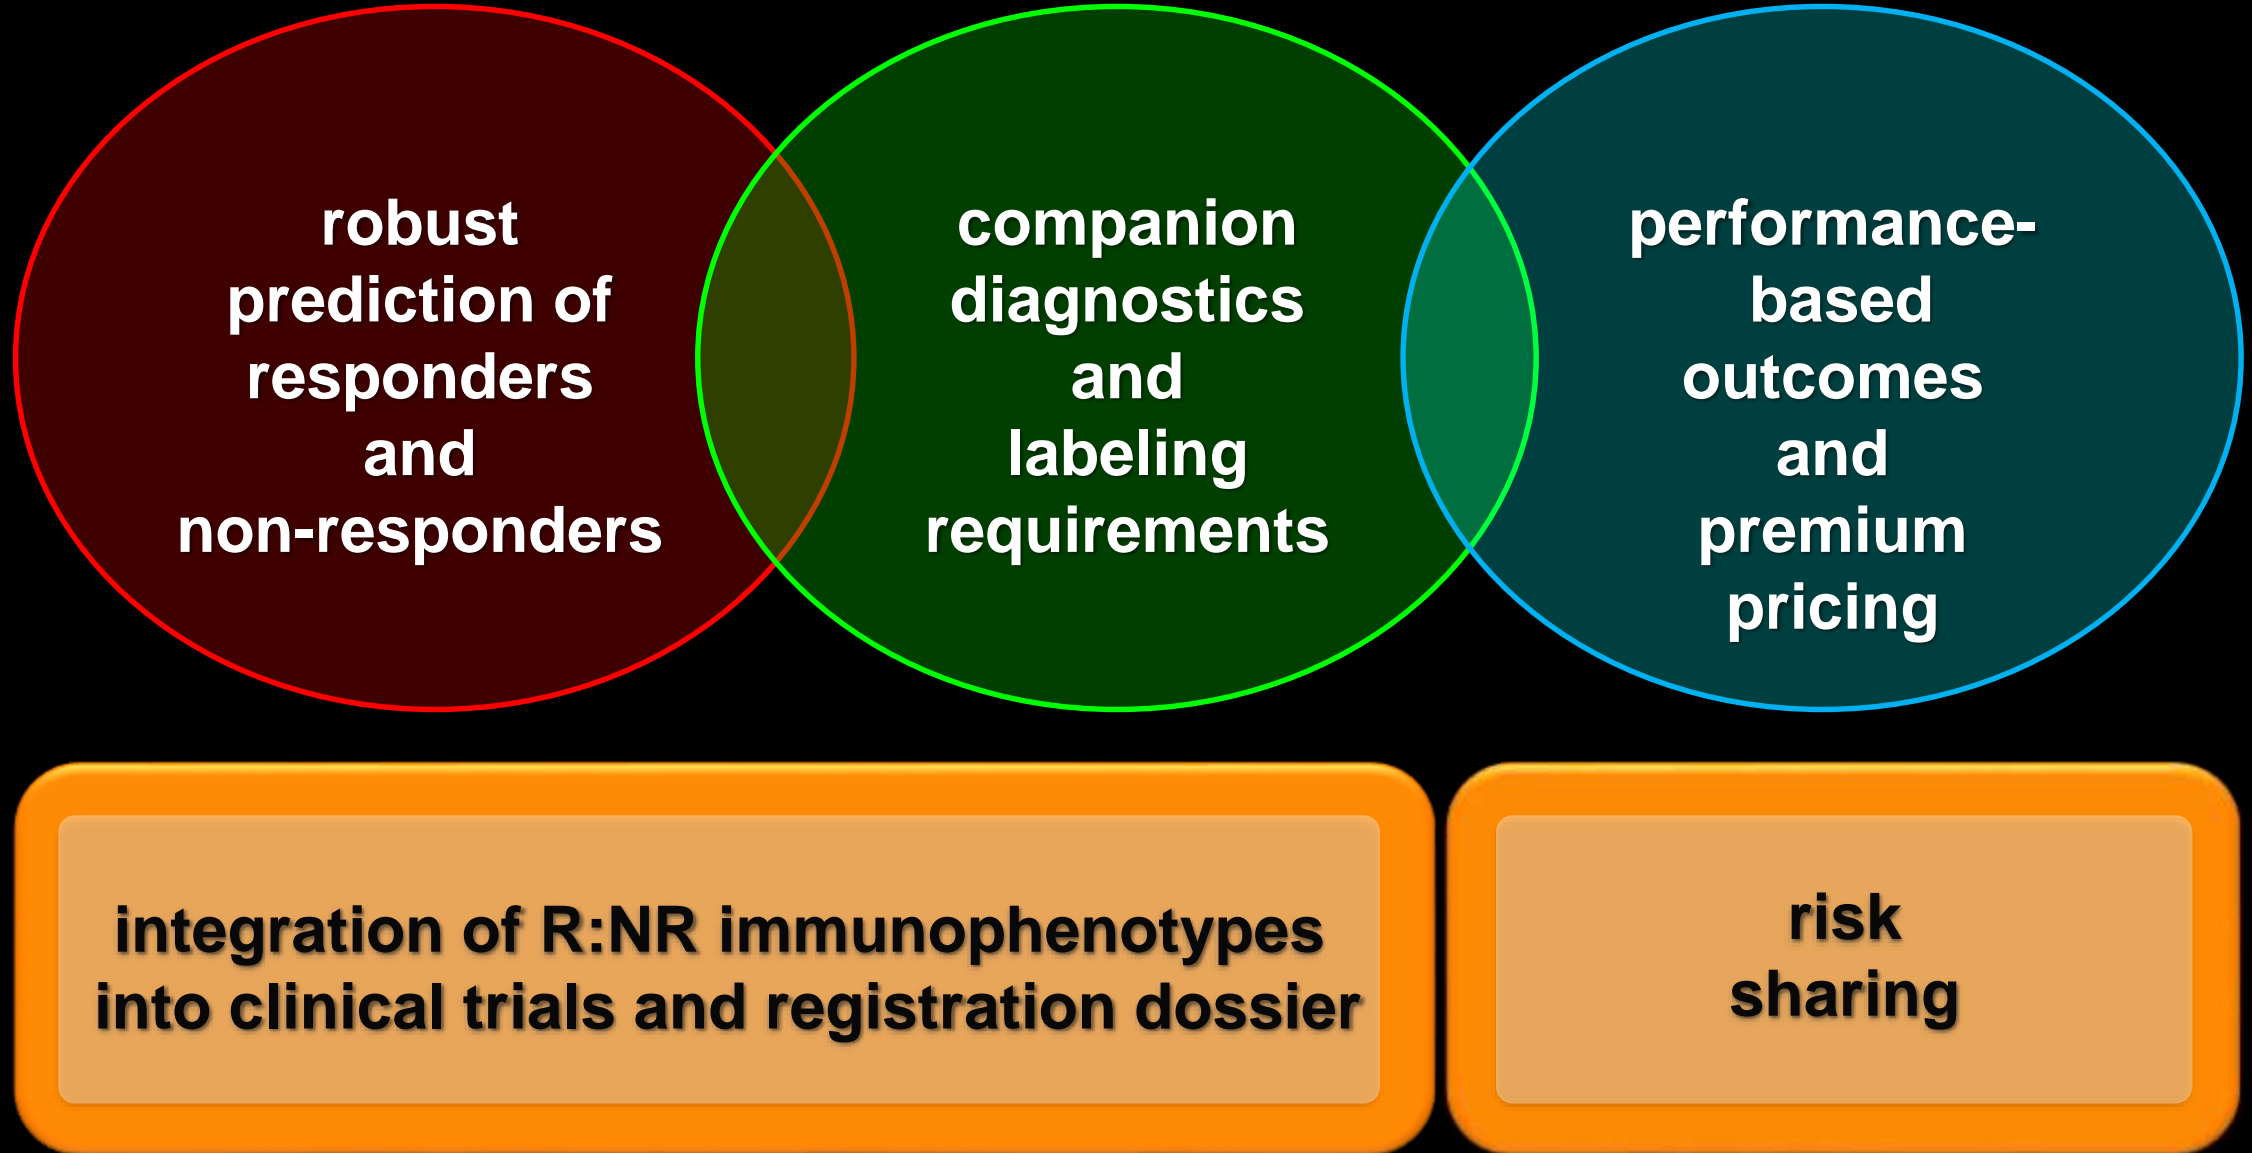 robust
prediction of
responders
and
non-responders
companion
diagnostics
and
labeling
requirements
performance-
based
outcomes
and
premium
pricing
integration of R:NR immunophenotypes
into clinical trials and registration dossier
risk
sharing